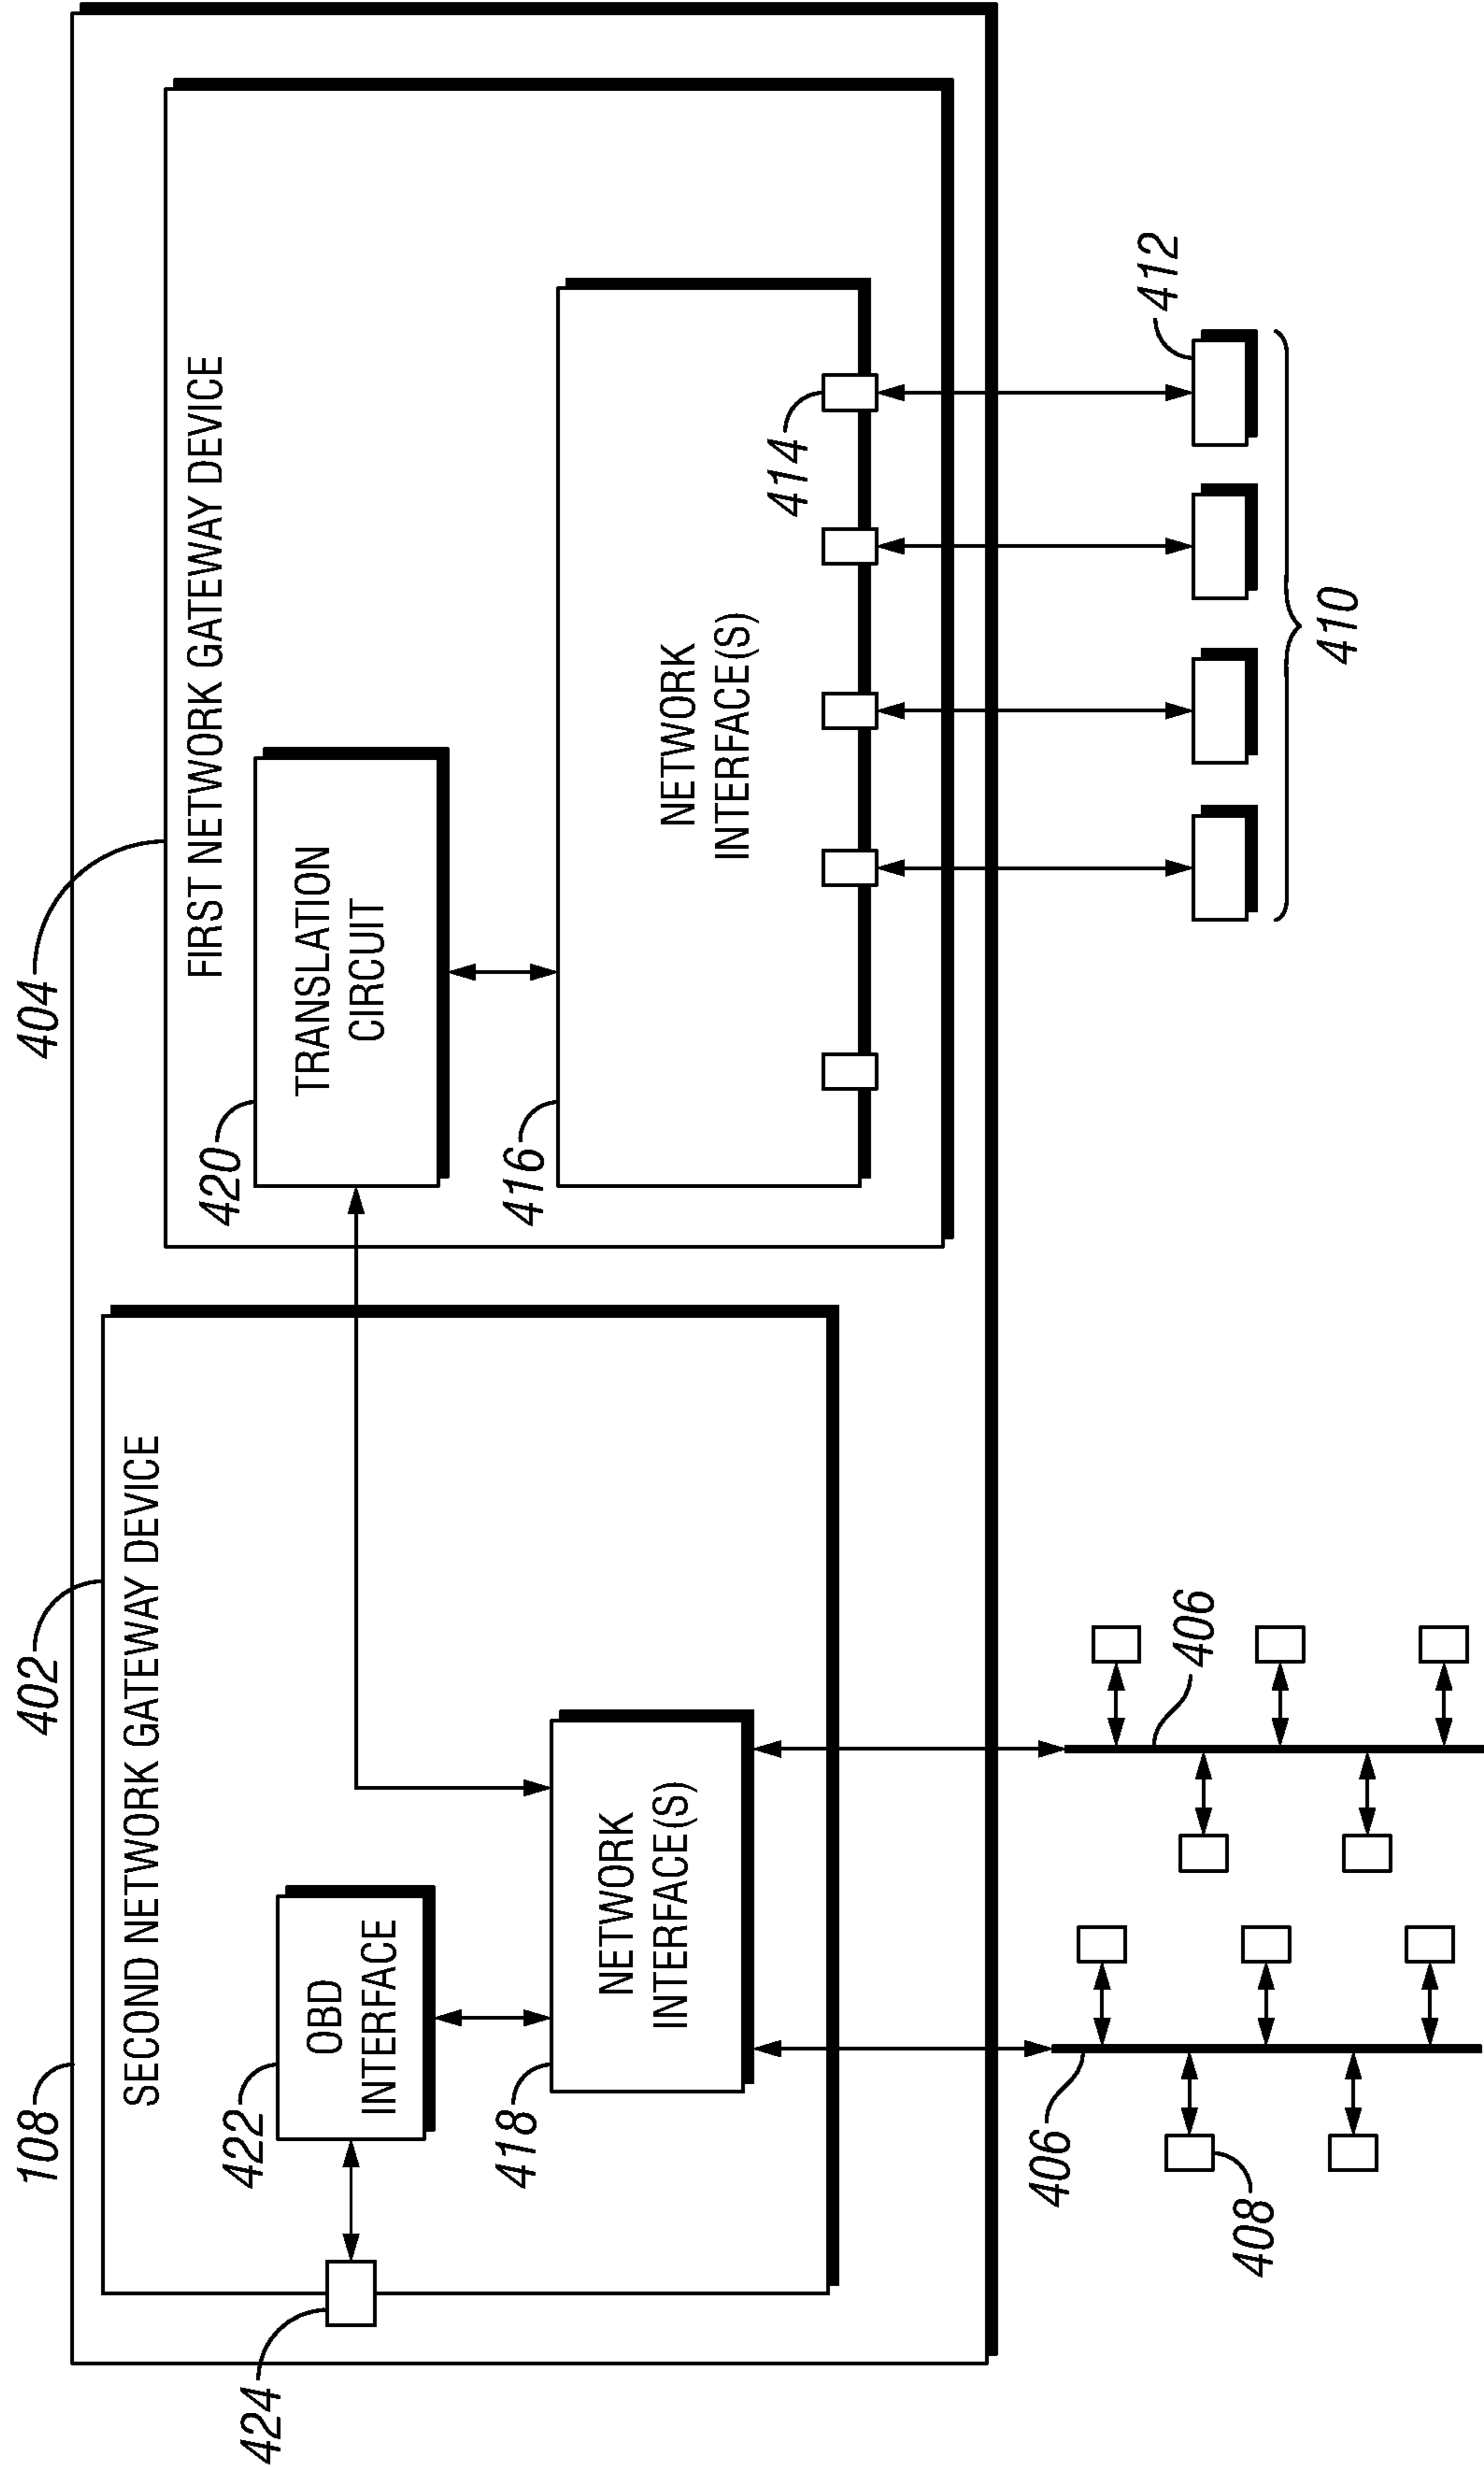 108
402
404
SECOND NETWORK GATEWAY DEVICE
FIRST NETWORK GATEWAY DEVICE
424
422
OBD
INTERFACE
420
TRANSLATION
CIRCUIT
418
NETWORK
INTERFACE(S)
416
NETWORK
INTERFACE(S)
414
406
406
408
412
410